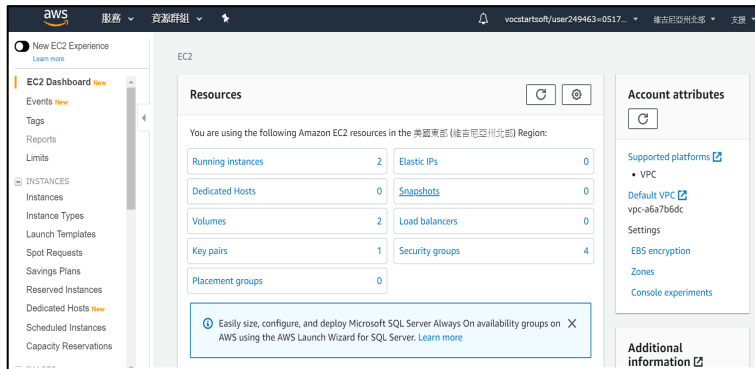 aws 服務 資源群組 vocstartsoft/user249463=0517... 維吉尼亞州北部 支援
New EC2 Experience
Learn more
EC2 Dashboard New
Events New
Tags
Reports
Limits
INSTANCES
Instances
Instance Types
Launch Templates
Spot Requests
Savings Plans
Reserved Instances
Dedicated Hosts New
Scheduled Instances
Capacity Reservations
EC2
Resources
You are using the following Amazon EC2 resources in the 美國東部 (維吉尼亞州北部) Region:
Running instances 2 Elastic IPs 0
Dedicated Hosts 0 Snapshots 0
Volumes 2 Load balancers 0
Key pairs 1 Security groups 4
Placement groups 0
Easily size, configure, and deploy Microsoft SQL Server Always On availability groups on
AWS using the AWS Launch Wizard for SQL Server. Learn more
Account attributes
Supported platforms
• VPC
Default VPC
vpc-a6a7b6dc
Settings
EBS encryption
Zones
Console experiments
Additional
information